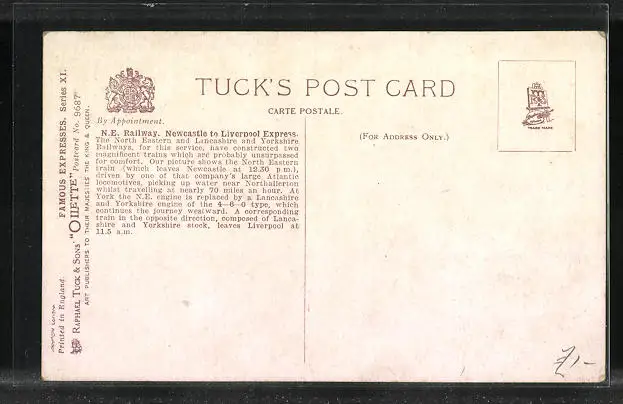 TUCK'S POST CARD
CARTE POSTALE.
By Appointment.
(FOR ADDRESS ONLY.)
TRADE MARK
N.E. Railway. Newcastle to Liverpool Express.
The North Eastern and Lancashire and Yorkshire
Railways, for this service, have constructed two
magnificent trains which are probably unsurpassed
for comfort. Our picture shows the North Eastern
train (which leaves Newcastle at 12.30 p.m.),
driven by one of that company's large Atlantic
locomotives, picking up water near Northallerton
whilst travelling at nearly 70 miles an hour. At
York the N.E. engine is replaced by a Lancashire
and Yorkshire engine of the 4—6—0 type, which
continues the journey westward. A corresponding
train in the opposite direction, composed of Lanca-
shire and Yorkshire stock, leaves Liverpool at
11.5 a.m.
FAMOUS EXPRESSES. Series XI.
RAPHAEL TUCK & SONS' "OILETTE" Postcard No. 9687
ART PUBLISHERS TO THEIR MAJESTIES THE KING & QUEEN.
Printed in England.